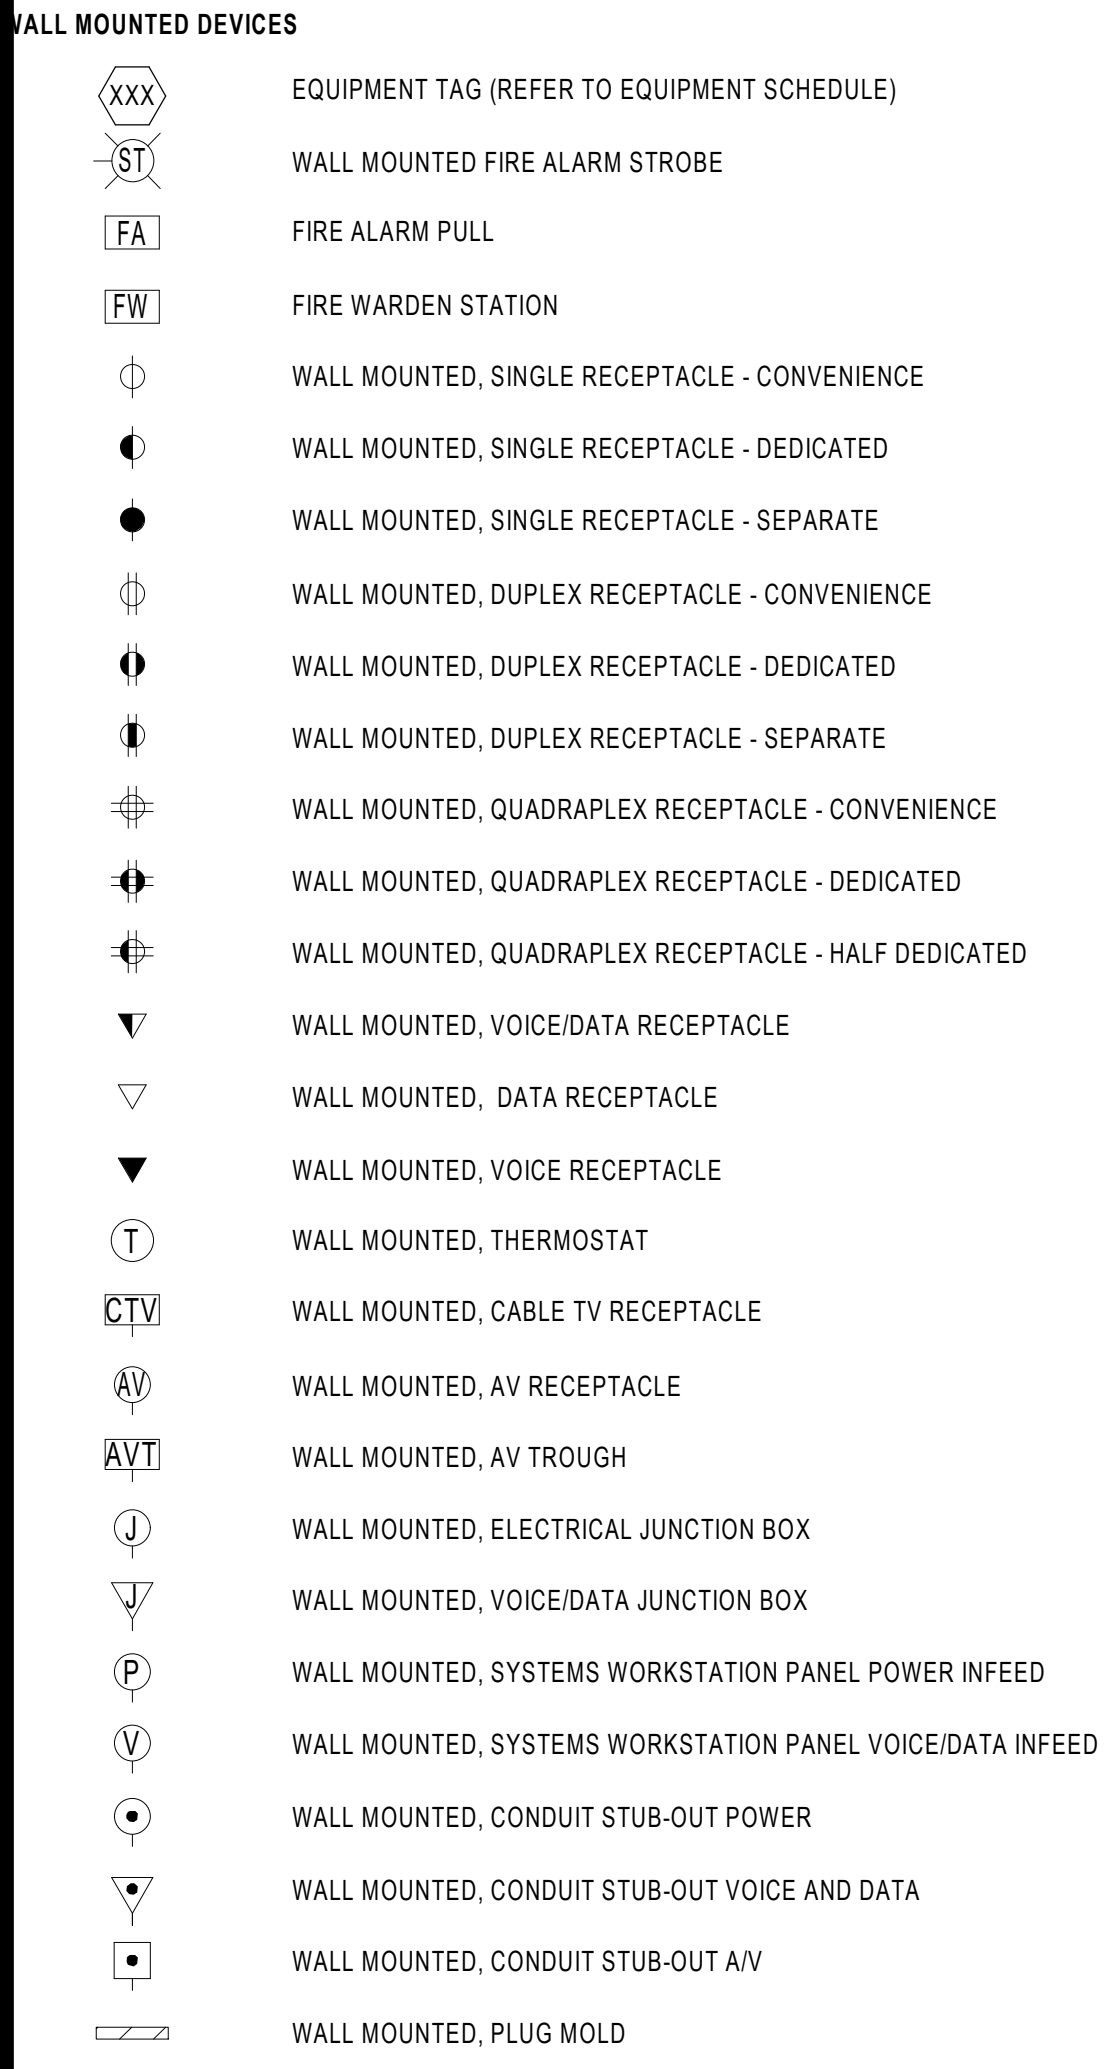 WALL MOUNTED DEVICES
XXX EQUIPMENT TAG (REFER TO EQUIPMENT SCHEDULE)
ST WALL MOUNTED FIRE ALARM STROBE
FA FIRE ALARM PULL
FW FIRE WARDEN STATION
WALL MOUNTED, SINGLE RECEPTACLE - CONVENIENCE
WALL MOUNTED, SINGLE RECEPTACLE - DEDICATED
WALL MOUNTED, SINGLE RECEPTACLE - SEPARATE
WALL MOUNTED, DUPLEX RECEPTACLE - CONVENIENCE
WALL MOUNTED, DUPLEX RECEPTACLE - DEDICATED
WALL MOUNTED, DUPLEX RECEPTACLE - SEPARATE
WALL MOUNTED, QUADRAPLEX RECEPTACLE - CONVENIENCE
WALL MOUNTED, QUADRAPLEX RECEPTACLE - DEDICATED
WALL MOUNTED, QUADRAPLEX RECEPTACLE - HALF DEDICATED
WALL MOUNTED, VOICE/DATA RECEPTACLE
WALL MOUNTED, DATA RECEPTACLE
WALL MOUNTED, VOICE RECEPTACLE
T WALL MOUNTED, THERMOSTAT
CTV WALL MOUNTED, CABLE TV RECEPTACLE
AV WALL MOUNTED, AV RECEPTACLE
AVT WALL MOUNTED, AV TROUGH
J WALL MOUNTED, ELECTRICAL JUNCTION BOX
J WALL MOUNTED, VOICE/DATA JUNCTION BOX
P WALL MOUNTED, SYSTEMS WORKSTATION PANEL POWER INFEED
V WALL MOUNTED, SYSTEMS WORKSTATION PANEL VOICE/DATA INFEED
WALL MOUNTED, CONDUIT STUB-OUT POWER
WALL MOUNTED, CONDUIT STUB-OUT VOICE AND DATA
WALL MOUNTED, CONDUIT STUB-OUT A/V
WALL MOUNTED, PLUG MOLD